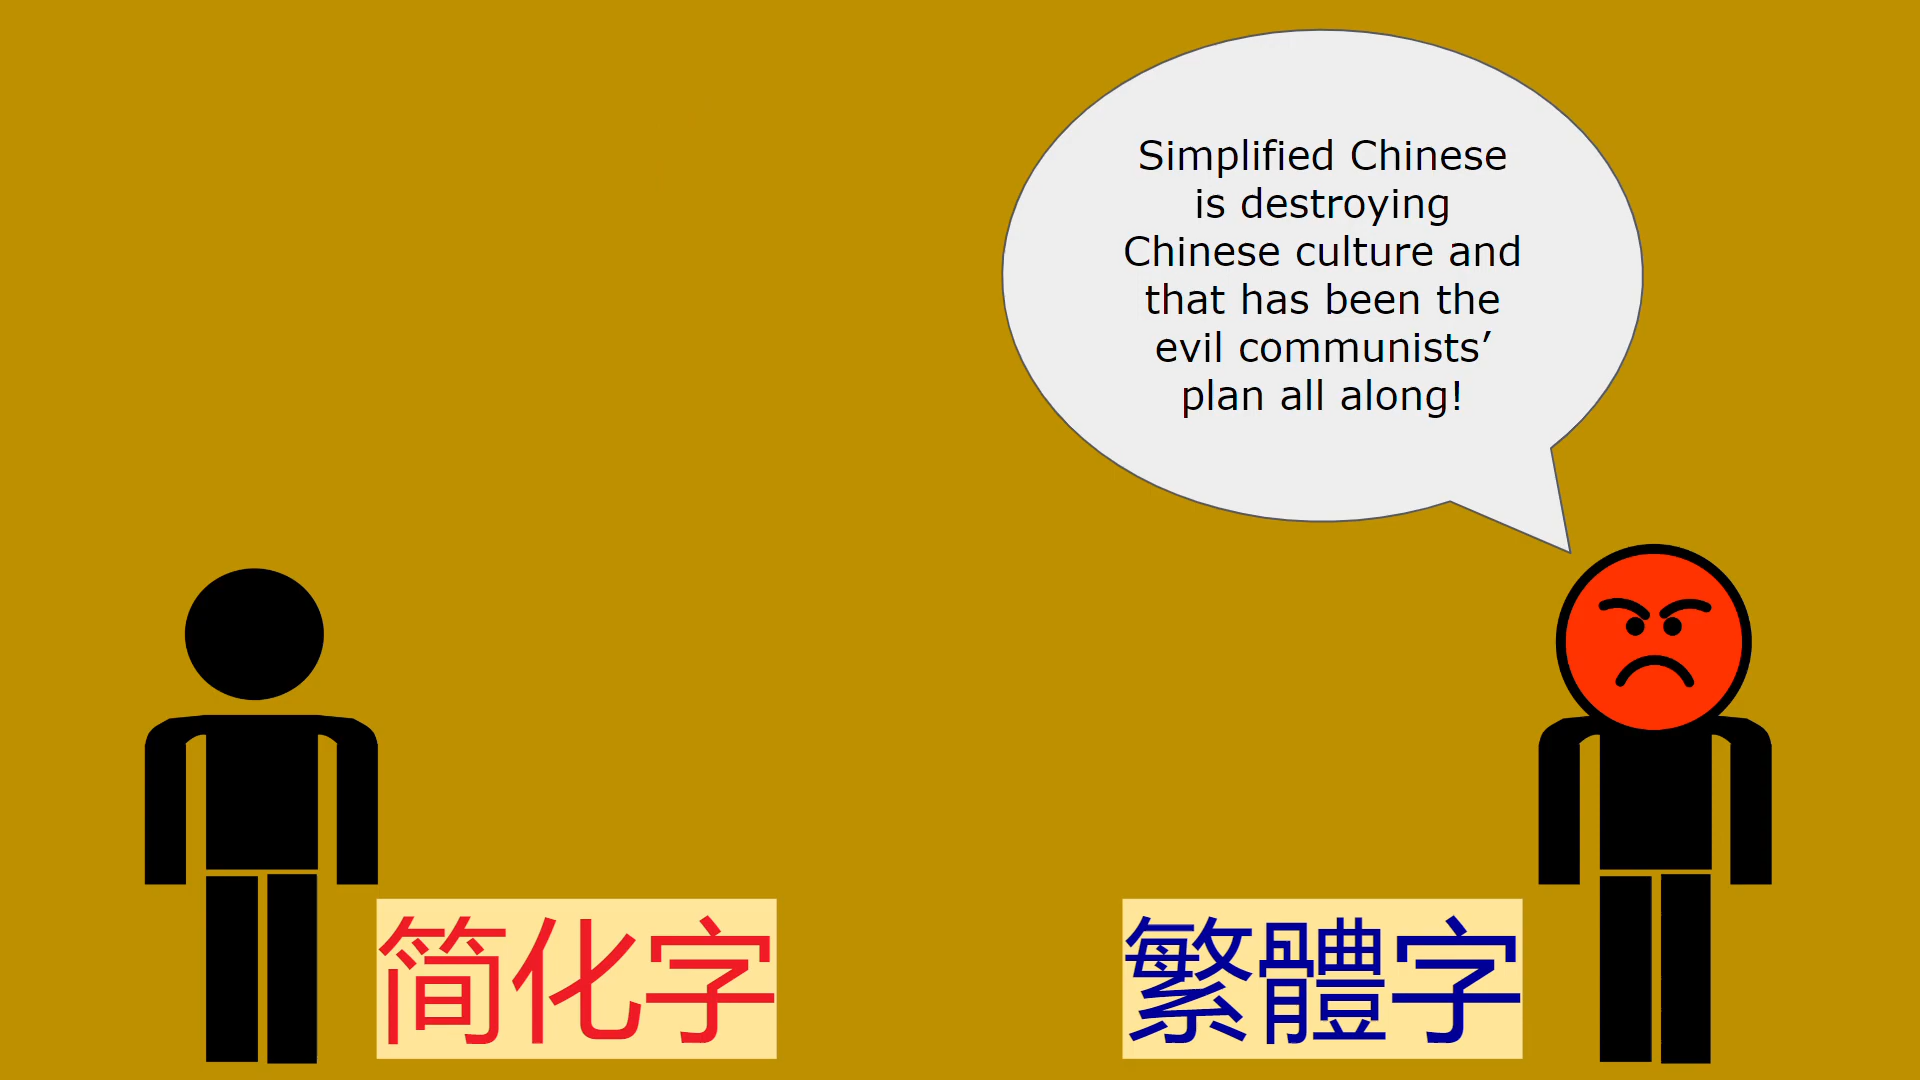 Simplified Chinese
is destroying
Chinese culture and
that has been the
evil communists’
plan all along!
简化字
繁體字